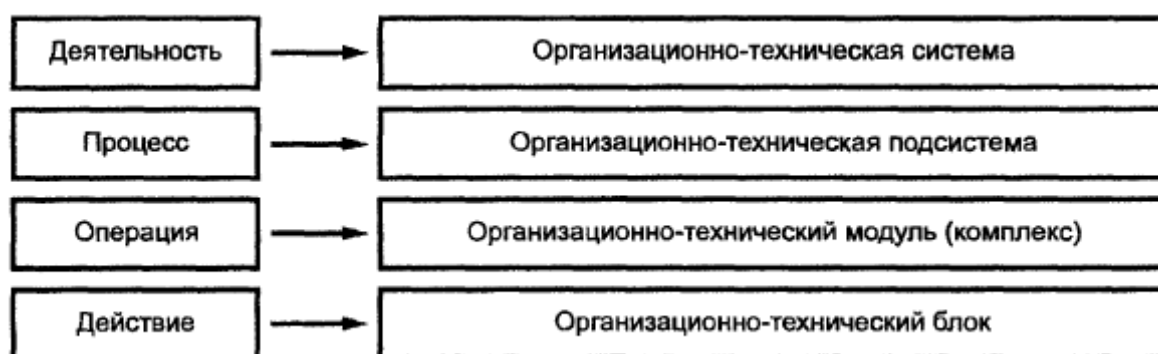 Деятельность Организационно-техническая система
Процесс Организационно-техническая подсистема
Операция Организационно-технический модуль (комплекс)
Действие Организационно-технический блок